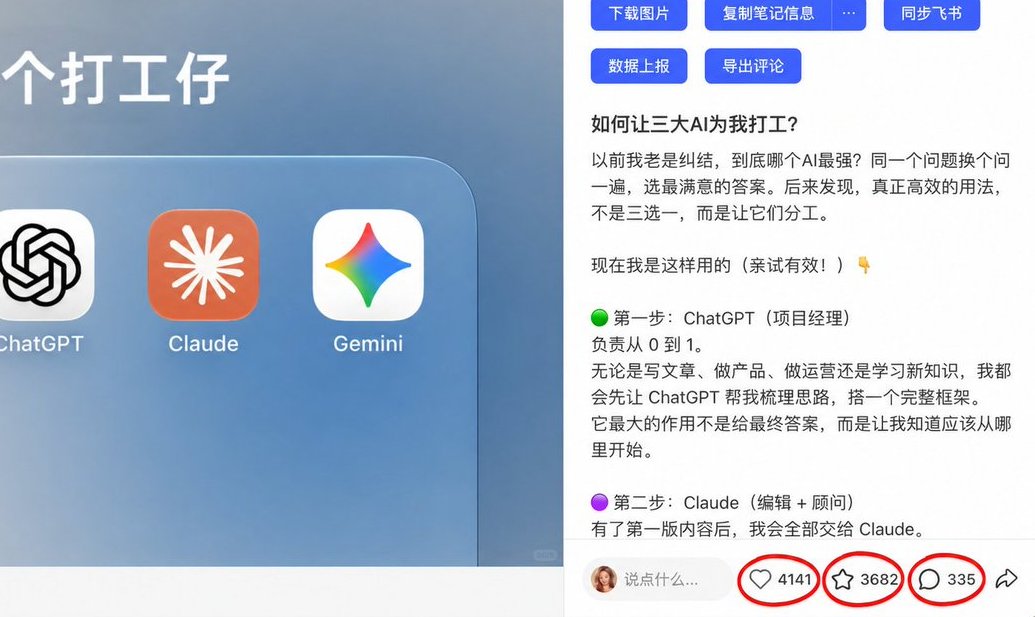 个打工仔
ChatGPT
Claude
Gemini
下载图片
复制笔记信息
...
同步飞书
数据上报
导出评论
如何让三大AI为我打工？
以前我老是纠结，到底哪个AI最强？同一个问题换个问
一遍，选最满意的答案。后来发现，真正高效的用法，
不是三选一，而是让它们分工。
现在我是这样用的（亲试有效！）👇
🟢 第一步：ChatGPT（项目经理）
负责从 0 到 1。
无论是写文章、做产品、做运营还是学习新知识，我都
会先让 ChatGPT 帮我梳理思路，搭一个完整框架。
它最大的作用不是给最终答案，而是让我知道应该从哪
里开始。
🟣 第二步：Claude（编辑 + 顾问）
有了第一版内容后，我会全部交给 Claude。
说点什么...
4141
3682
335